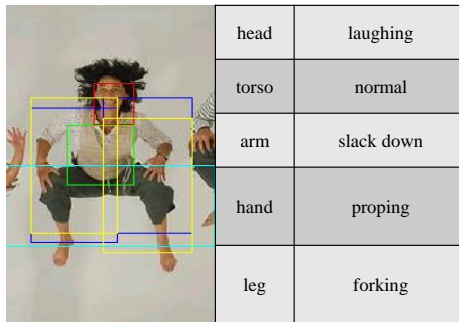 head laughing
torso normal
arm slack down
hand proping
leg forking